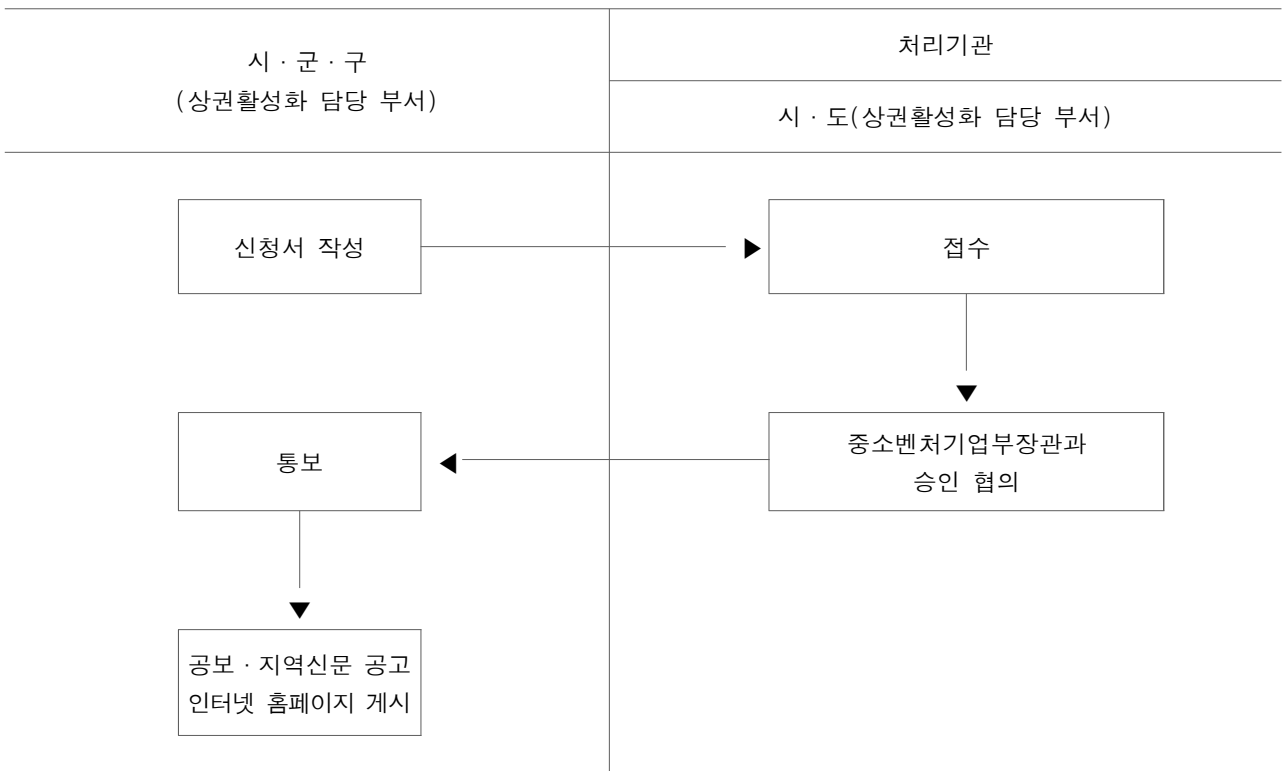 시 · 군 · 구
(상권활성화 담당 부서)
처리기관
시 · 도(상권활성화 담당 부서)
신청서 작성
접수
중소벤처기업부장관과
승인 협의
통보
공보 · 지역신문 공고
인터넷 홈페이지 게시